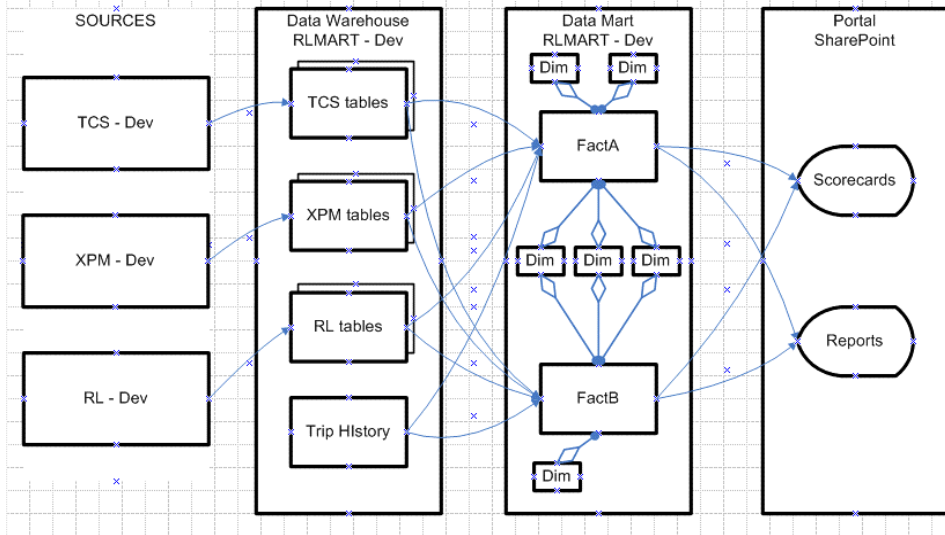 SOURCES
TCS - Dev
XPM - Dev
RL - Dev
Data Warehouse
RLMART - Dev
TCS tables
XPM tables
RL tables
Trip HIstory
Data Mart
RLMART - Dev
Dim
Dim
FactA
Dim
Dim
Dim
FactB
Dim
Portal
SharePoint
Scorecards
Reports